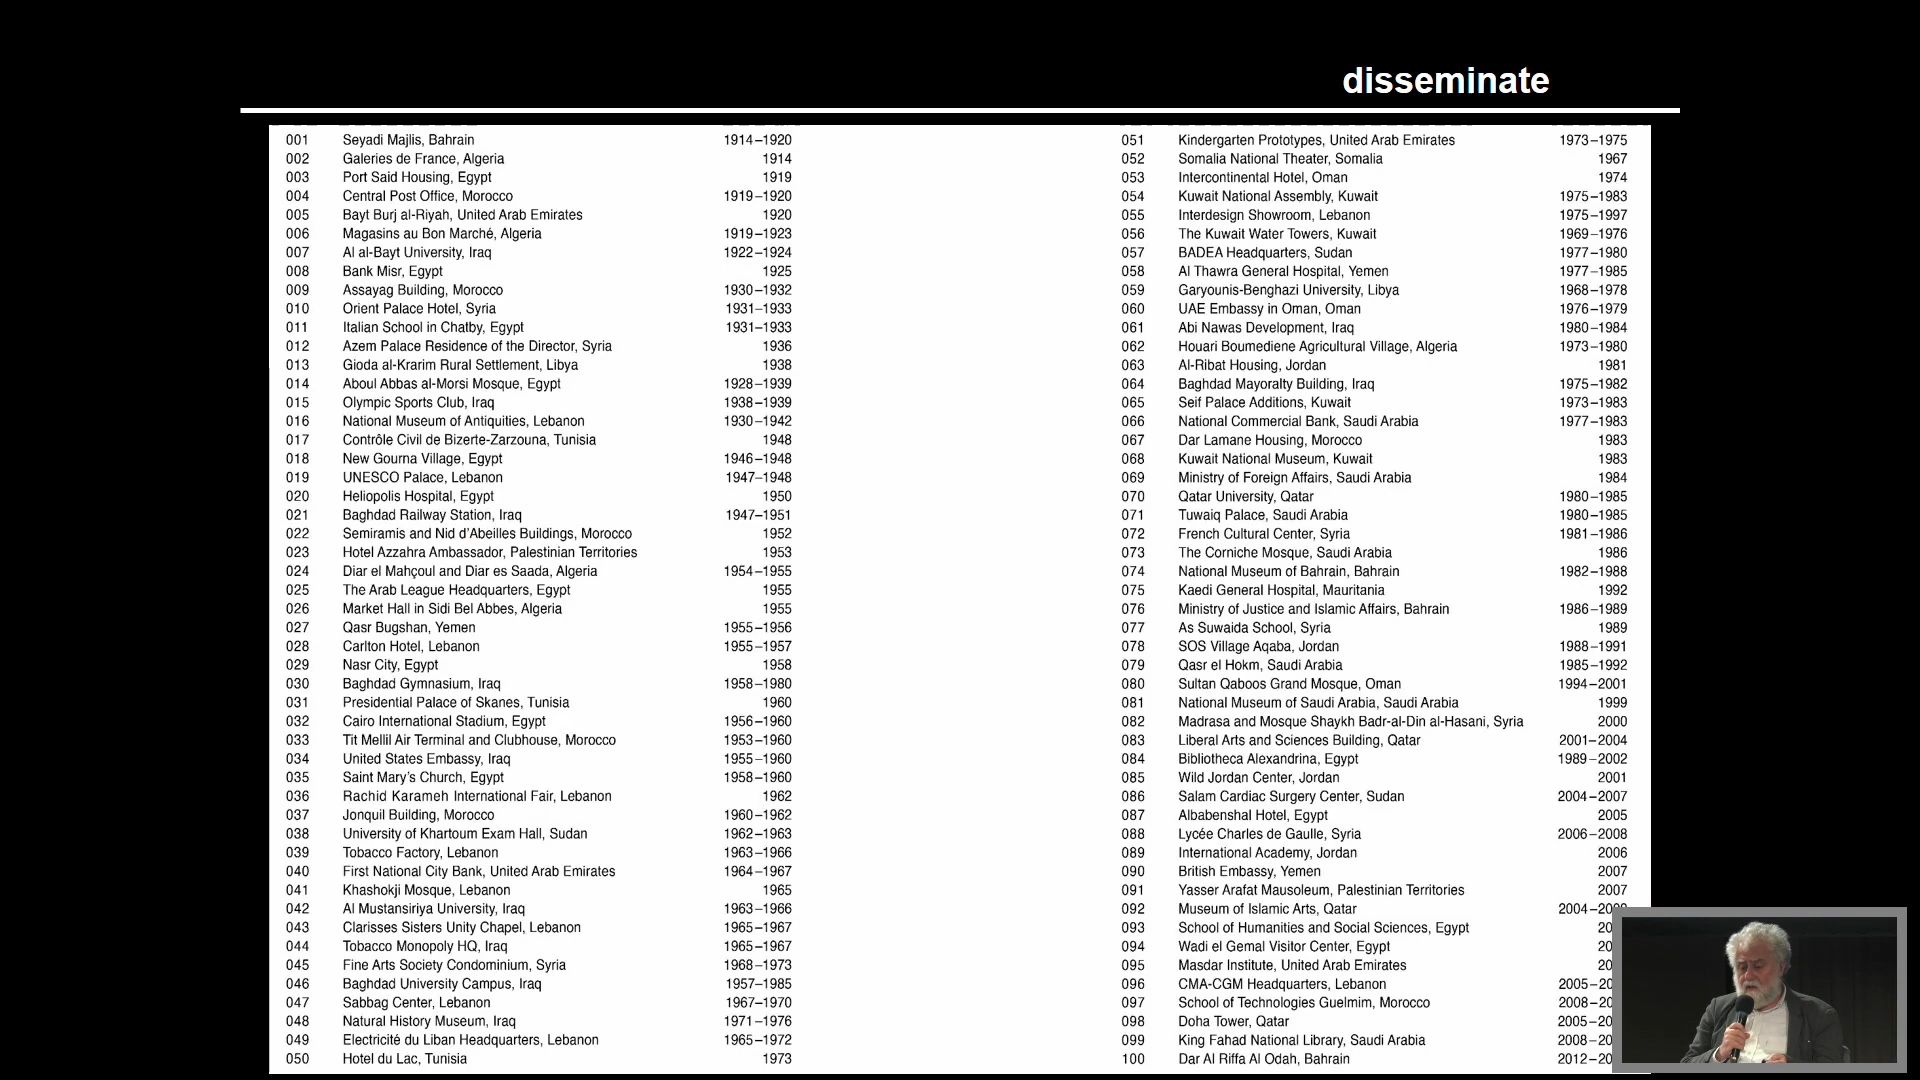 disseminate
001 Seyadi Majlis, Bahrain 1914–1920
002 Galeries de France, Algeria 1914
003 Port Said Housing, Egypt 1919
004 Central Post Office, Morocco 1919–1920
005 Bayt Burj al-Riyah, United Arab Emirates 1920
006 Magasins au Bon Marché, Algeria 1919–1923
007 Al al-Bayt University, Iraq 1922–1924
008 Bank Misr, Egypt 1925
009 Assayag Building, Morocco 1930–1932
010 Orient Palace Hotel, Syria 1931–1933
011 Italian School in Chatby, Egypt 1931–1933
012 Azem Palace Residence of the Director, Syria 1936
013 Gioda al-Krarim Rural Settlement, Libya 1938
014 Aboul Abbas al-Morsi Mosque, Egypt 1928–1939
015 Olympic Sports Club, Iraq 1938–1939
016 National Museum of Antiquities, Lebanon 1930–1942
017 Contrôle Civil de Bizerte-Zarzouna, Tunisia 1948
018 New Gourna Village, Egypt 1946–1948
019 UNESCO Palace, Lebanon 1947–1948
020 Heliopolis Hospital, Egypt 1950
021 Baghdad Railway Station, Iraq 1947–1951
022 Semiramis and Nid d'Abeilles Buildings, Morocco 1952
023 Hotel Azzahra Ambassador, Palestinian Territories 1953
024 Diar el Mahçoul and Diar es Saada, Algeria 1954–1955
025 The Arab League Headquarters, Egypt 1955
026 Market Hall in Sidi Bel Abbes, Algeria 1955
027 Qasr Bugshan, Yemen 1955–1956
028 Carlton Hotel, Lebanon 1955–1957
029 Nasr City, Egypt 1958
030 Baghdad Gymnasium, Iraq 1958–1980
031 Presidential Palace of Skanes, Tunisia 1960
032 Cairo International Stadium, Egypt 1956–1960
033 Tit Mellil Air Terminal and Clubhouse, Morocco 1953–1960
034 United States Embassy, Iraq 1955–1960
035 Saint Mary's Church, Egypt 1958–1960
036 Rachid Karameh International Fair, Lebanon 1962
037 Jonquil Building, Morocco 1960–1962
038 University of Khartoum Exam Hall, Sudan 1962–1963
039 Tobacco Factory, Lebanon 1963–1966
040 First National City Bank, United Arab Emirates 1964–1967
041 Khashokji Mosque, Lebanon 1965
042 Al Mustansiriya University, Iraq 1963–1966
043 Clarisses Sisters Unity Chapel, Lebanon 1965–1967
044 Tobacco Monopoly HQ, Iraq 1965–1967
045 Fine Arts Society Condominium, Syria 1968–1973
046 Baghdad University Campus, Iraq 1957–1985
047 Sabbag Center, Lebanon 1967–1970
048 Natural History Museum, Iraq 1971–1976
049 Electricité du Liban Headquarters, Lebanon 1965–1972
050 Hotel du Lac, Tunisia 1973
051 Kindergarten Prototypes, United Arab Emirates 1973–1975
052 Somalia National Theater, Somalia 1967
053 Intercontinental Hotel, Oman 1974
054 Kuwait National Assembly, Kuwait 1975–1983
055 Interdesign Showroom, Lebanon 1975–1997
056 The Kuwait Water Towers, Kuwait 1969–1976
057 BADEA Headquarters, Sudan 1977–1980
058 Al Thawra General Hospital, Yemen 1977–1985
059 Garyounis-Benghazi University, Libya 1968–1978
060 UAE Embassy in Oman, Oman 1976–1979
061 Abi Nawas Development, Iraq 1980–1984
062 Houari Boumediene Agricultural Village, Algeria 1973–1980
063 Al-Ribat Housing, Jordan 1981
064 Baghdad Mayoralty Building, Iraq 1975–1982
065 Seif Palace Additions, Kuwait 1973–1983
066 National Commercial Bank, Saudi Arabia 1977–1983
067 Dar Lamane Housing, Morocco 1983
068 Kuwait National Museum, Kuwait 1983
069 Ministry of Foreign Affairs, Saudi Arabia 1984
070 Qatar University, Qatar 1980–1985
071 Tuwaiq Palace, Saudi Arabia 1980–1985
072 French Cultural Center, Syria 1981–1986
073 The Corniche Mosque, Saudi Arabia 1986
074 National Museum of Bahrain, Bahrain 1982–1988
075 Kaedi General Hospital, Mauritania 1992
076 Ministry of Justice and Islamic Affairs, Bahrain 1986–1989
077 As Suwaida School, Syria 1989
078 SOS Village Aqaba, Jordan 1988–1991
079 Qasr el Hokm, Saudi Arabia 1985–1992
080 Sultan Qaboos Grand Mosque, Oman 1994–2001
081 National Museum of Saudi Arabia, Saudi Arabia 1999
082 Madrasa and Mosque Shaykh Badr-al-Din al-Hasani, Syria 2000
083 Liberal Arts and Sciences Building, Qatar 2001–2004
084 Bibliotheca Alexandrina, Egypt 1989–2002
085 Wild Jordan Center, Jordan 2001
086 Salam Cardiac Surgery Center, Sudan 2004–2007
087 Albabenshal Hotel, Egypt 2005
088 Lycée Charles de Gaulle, Syria 2006–2008
089 International Academy, Jordan 2006
090 British Embassy, Yemen 2007
091 Yasser Arafat Mausoleum, Palestinian Territories 2007
092 Museum of Islamic Arts, Qatar 2004–20
093 School of Humanities and Social Sciences, Egypt 20
094 Wadi el Gemal Visitor Center, Egypt 20
095 Masdar Institute, United Arab Emirates 20
096 CMA-CGM Headquarters, Lebanon 2005–20
097 School of Technologies Guelmim, Morocco 2008–20
098 Doha Tower, Qatar 2005–20
099 King Fahad National Library, Saudi Arabia 2008–20
100 Dar Al Riffa Al Odah, Bahrain 2012–20